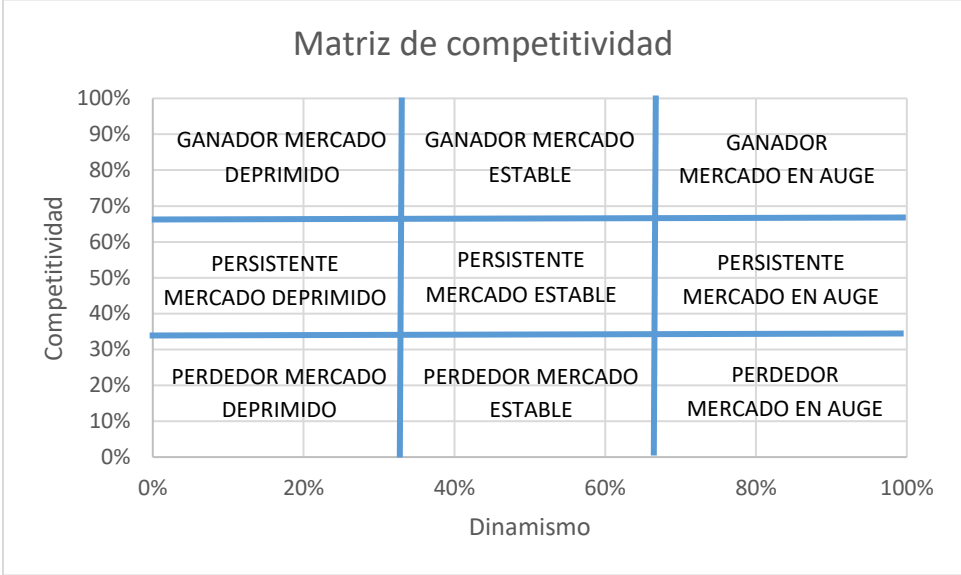 Matriz de competitividad
100%
90%
80%
70%
60%
50%
40%
30%
20%
10%
0%
Competitividad
GANADOR MERCADO
DEPRIMIDO
GANADOR MERCADO
ESTABLE
GANADOR
MERCADO EN AUGE
PERSISTENTE
MERCADO DEPRIMIDO
PERSISTENTE
MERCADO ESTABLE
PERSISTENTE
MERCADO EN AUGE
PERDEDOR MERCADO
DEPRIMIDO
PERDEDOR MERCADO
ESTABLE
PERDEDOR
MERCADO EN AUGE
0% 20% 40% 60% 80% 100%
Dinamismo